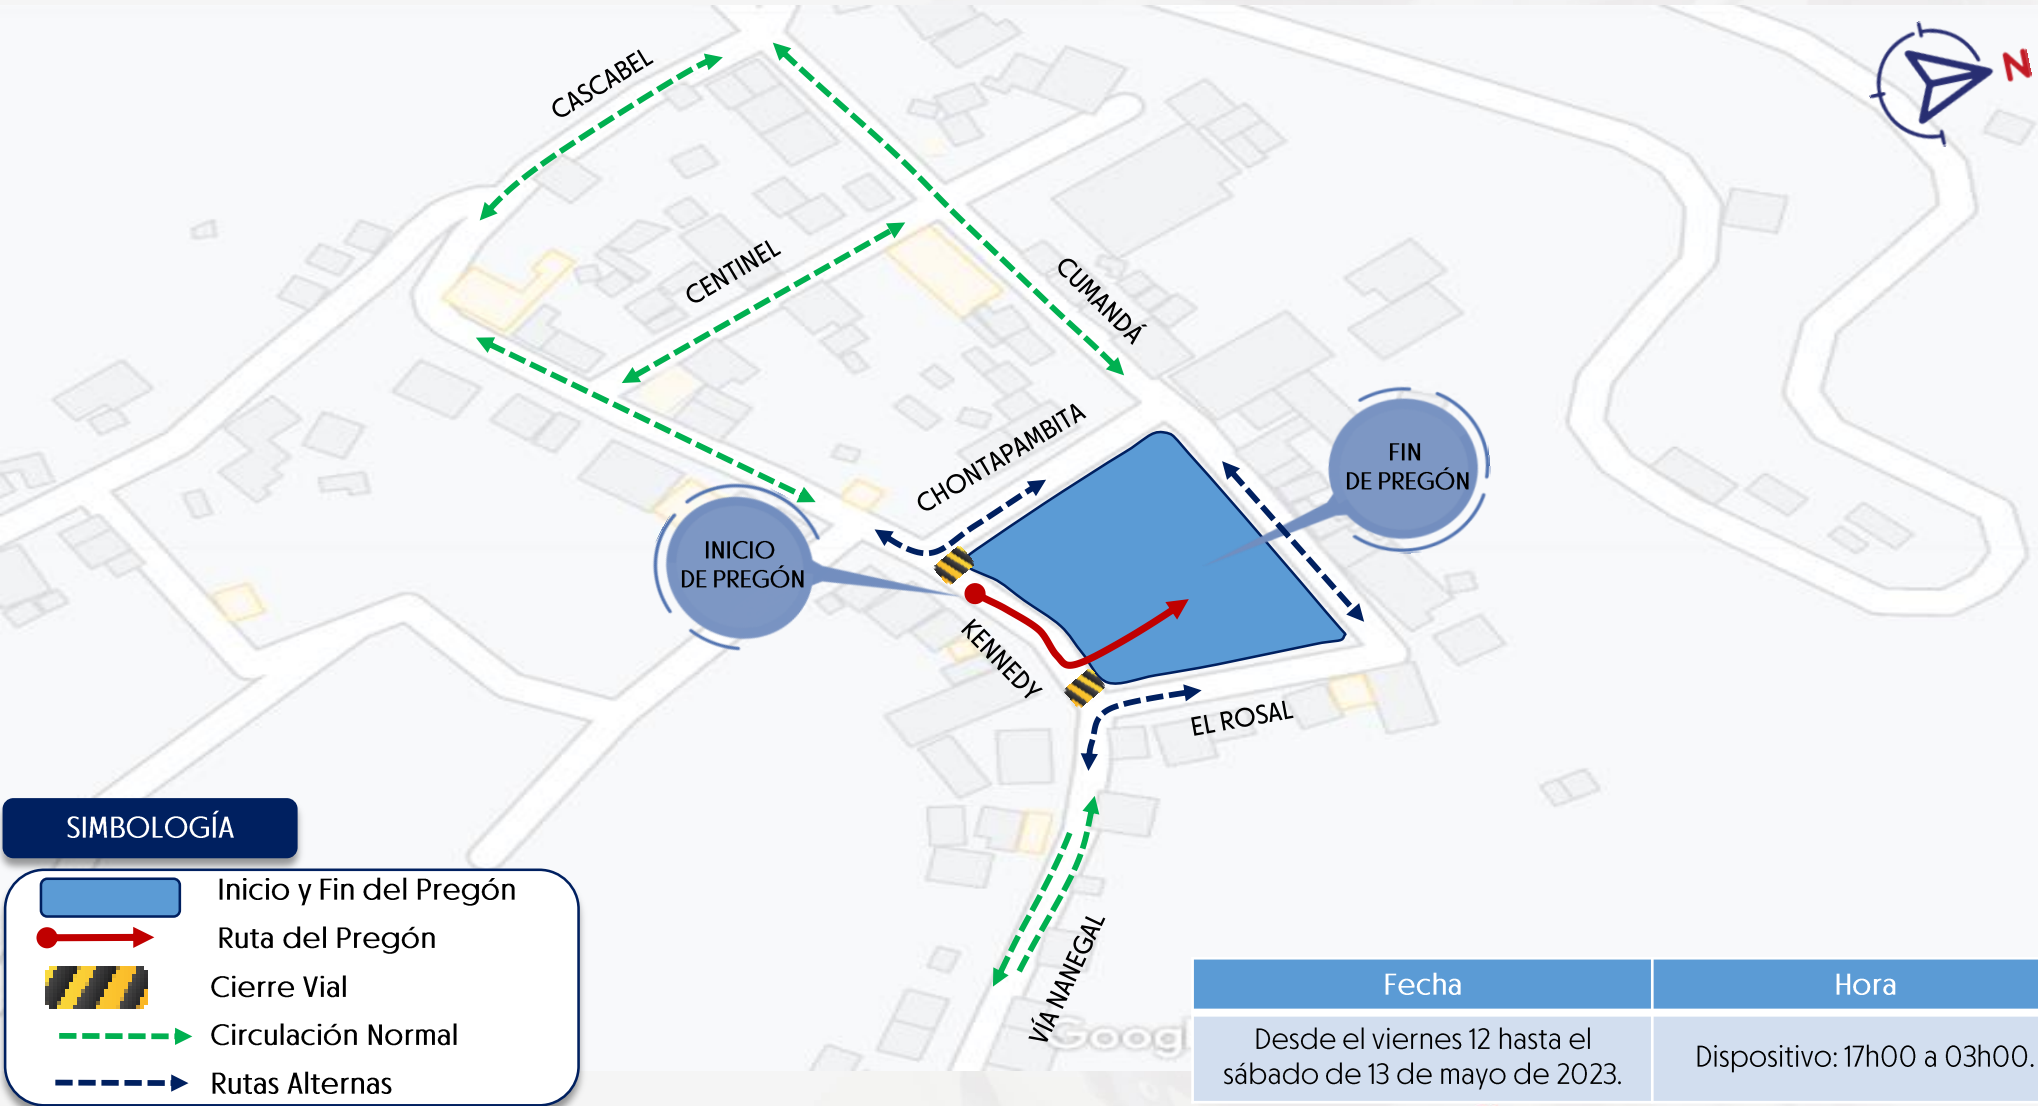 CASCABEL
N
CENTINEL
CUMANDÁ
CHONTAPAMBITA
FIN
DE PREGÓN
INICIO
DE PREGÓN
KENNEDY
EL ROSAL
VÍA NANEGAL
Googl
SIMBOLOGÍA
Inicio y Fin del Pregón
Ruta del Pregón
Cierre Vial
Circulación Normal
Rutas Alternas
Fecha
Hora
Desde el viernes 12 hasta el
sábado de 13 de mayo de 2023.
Dispositivo: 17h00 a 03h00.